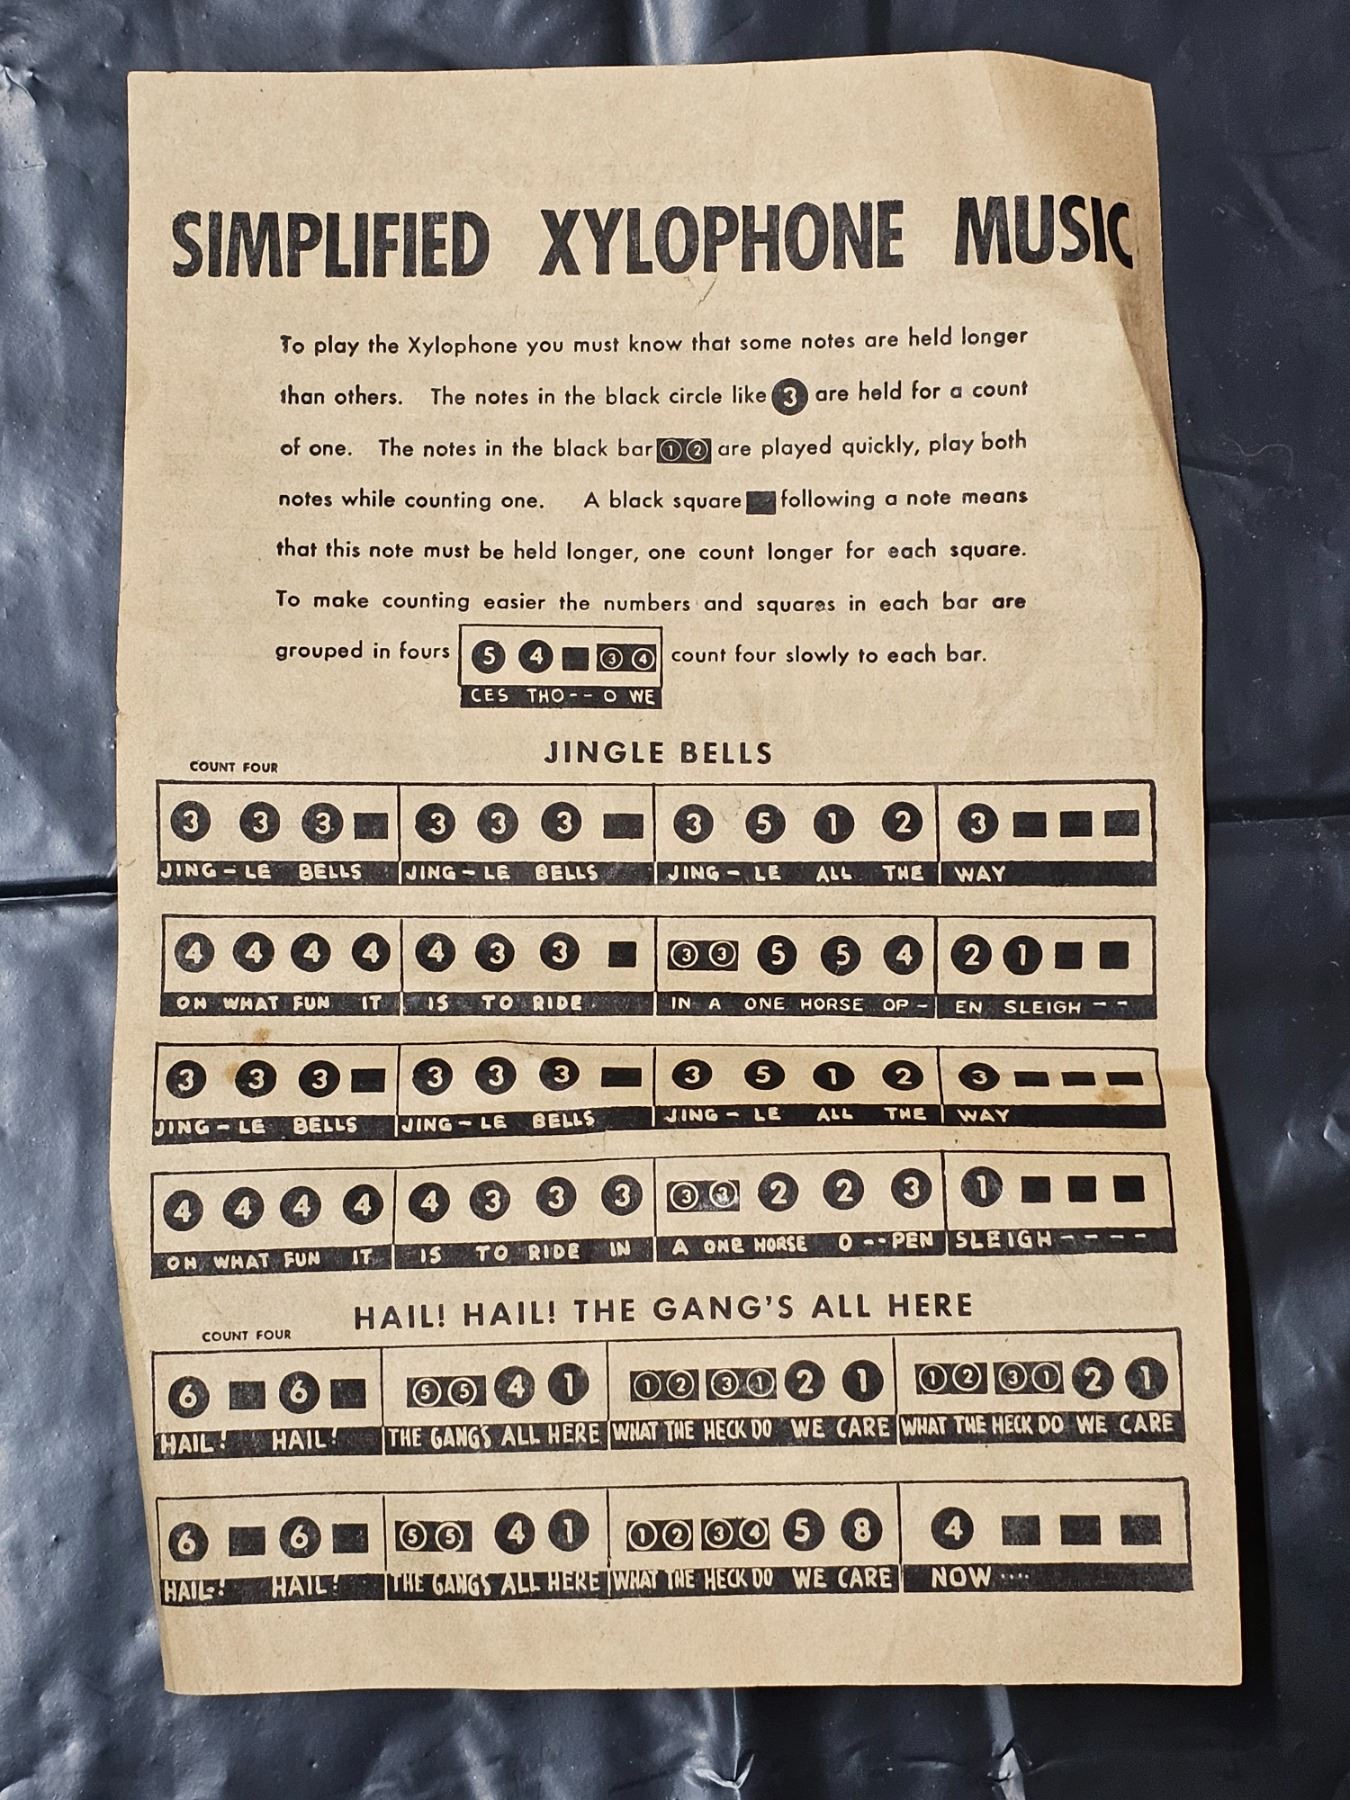 SIMPLIFIED XYLOPHONE MUSIC
To play the Xylophone you must know that some notes are held longer
than others. The notes in the black circle like 3 are held for a count
of one. The notes in the black bar 1 2 are played quickly, play both
notes while counting one. A black square following a note means
that this note must be held longer, one count longer for each square.
To make counting easier the numbers and squares in each bar are
grouped in fours 5 4 3 4 count four slowly to each bar.
CES THO-- O WE
JINGLE BELLS
COUNT FOUR
3 3 3 3 3 3 3 5 1 2 3
JING-LE BELLS JING-LE BELLS JING-LE ALL THE WAY
4 4 4 4 4 3 3 3 3 5 5 4 2 1
OH WHAT FUN IT IS TO RIDE IN A ONE HORSE OP- EN SLEIGH --
3 3 3 3 3 3 3 5 1 2 3
JING-LE BELLS JING-LE BELLS JING-LE ALL THE WAY
4 4 4 4 4 3 3 3 3 3 2 2 3 1
OH WHAT FUN IT IS TO RIDE IN A ONE HORSE O--PEN SLEIGH----
HAIL! HAIL! THE GANG'S ALL HERE
COUNT FOUR
6 6 5 5 4 1 1 2 3 1 2 1 1 2 3 1 2 1
HAIL! HAIL! THE GANG'S ALL HERE WHAT THE HECK DO WE CARE WHAT THE HECK DO WE CARE
6 6 5 5 4 1 1 2 3 4 5 8 4
HAIL! HAIL! THE GANG'S ALL HERE WHAT THE HECK DO WE CARE NOW....